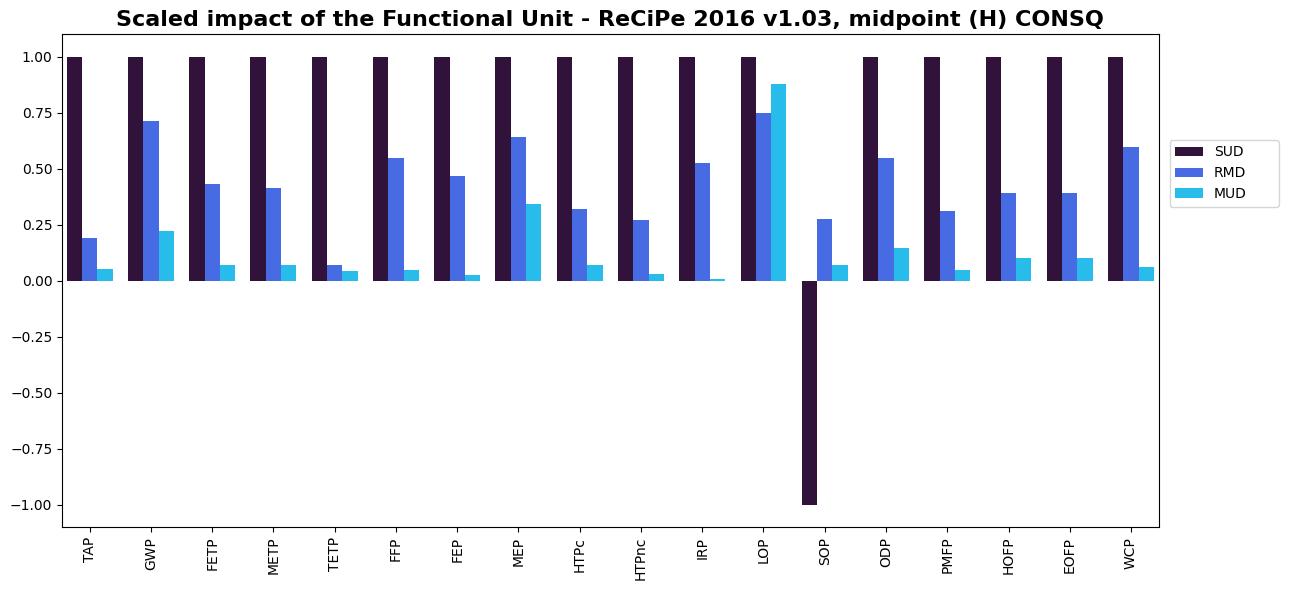 Scaled impact of the Functional Unit - ReCiPe 2016 v1.03, midpoint (H) CONSQ
1.00
0.75
0.50
0.25
0.00
−0.25
−0.50
−0.75
−1.00
TAP
GWP
FETP
METP
TETP
FFP
FEP
MEP
HTPc
HTPnc
IRP
LOP
SOP
ODP
PMFP
HOFP
EOFP
WCP
SUD
RMD
MUD